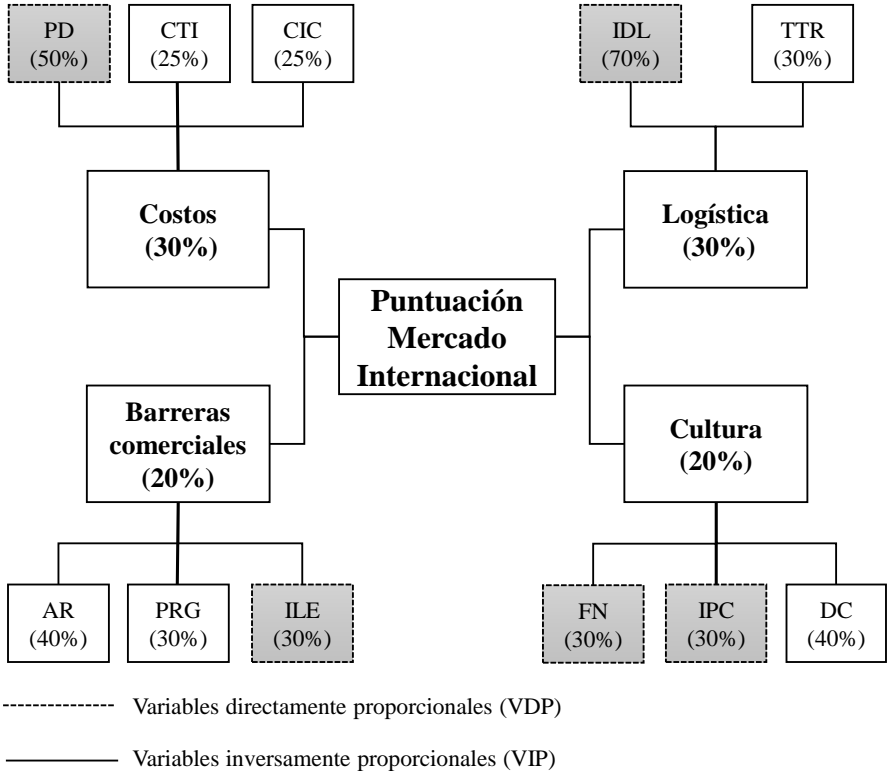 PD
(50%)
CTI
(25%)
CIC
(25%)
IDL
(70%)
TTR
(30%)
Costos
(30%)
Logística
(30%)
Puntuación
Mercado
Internacional
Barreras
comerciales
(20%)
Cultura
(20%)
AR
(40%)
PRG
(30%)
ILE
(30%)
FN
(30%)
IPC
(30%)
DC
(40%)
Variables directamente proporcionales (VDP)
Variables inversamente proporcionales (VIP)